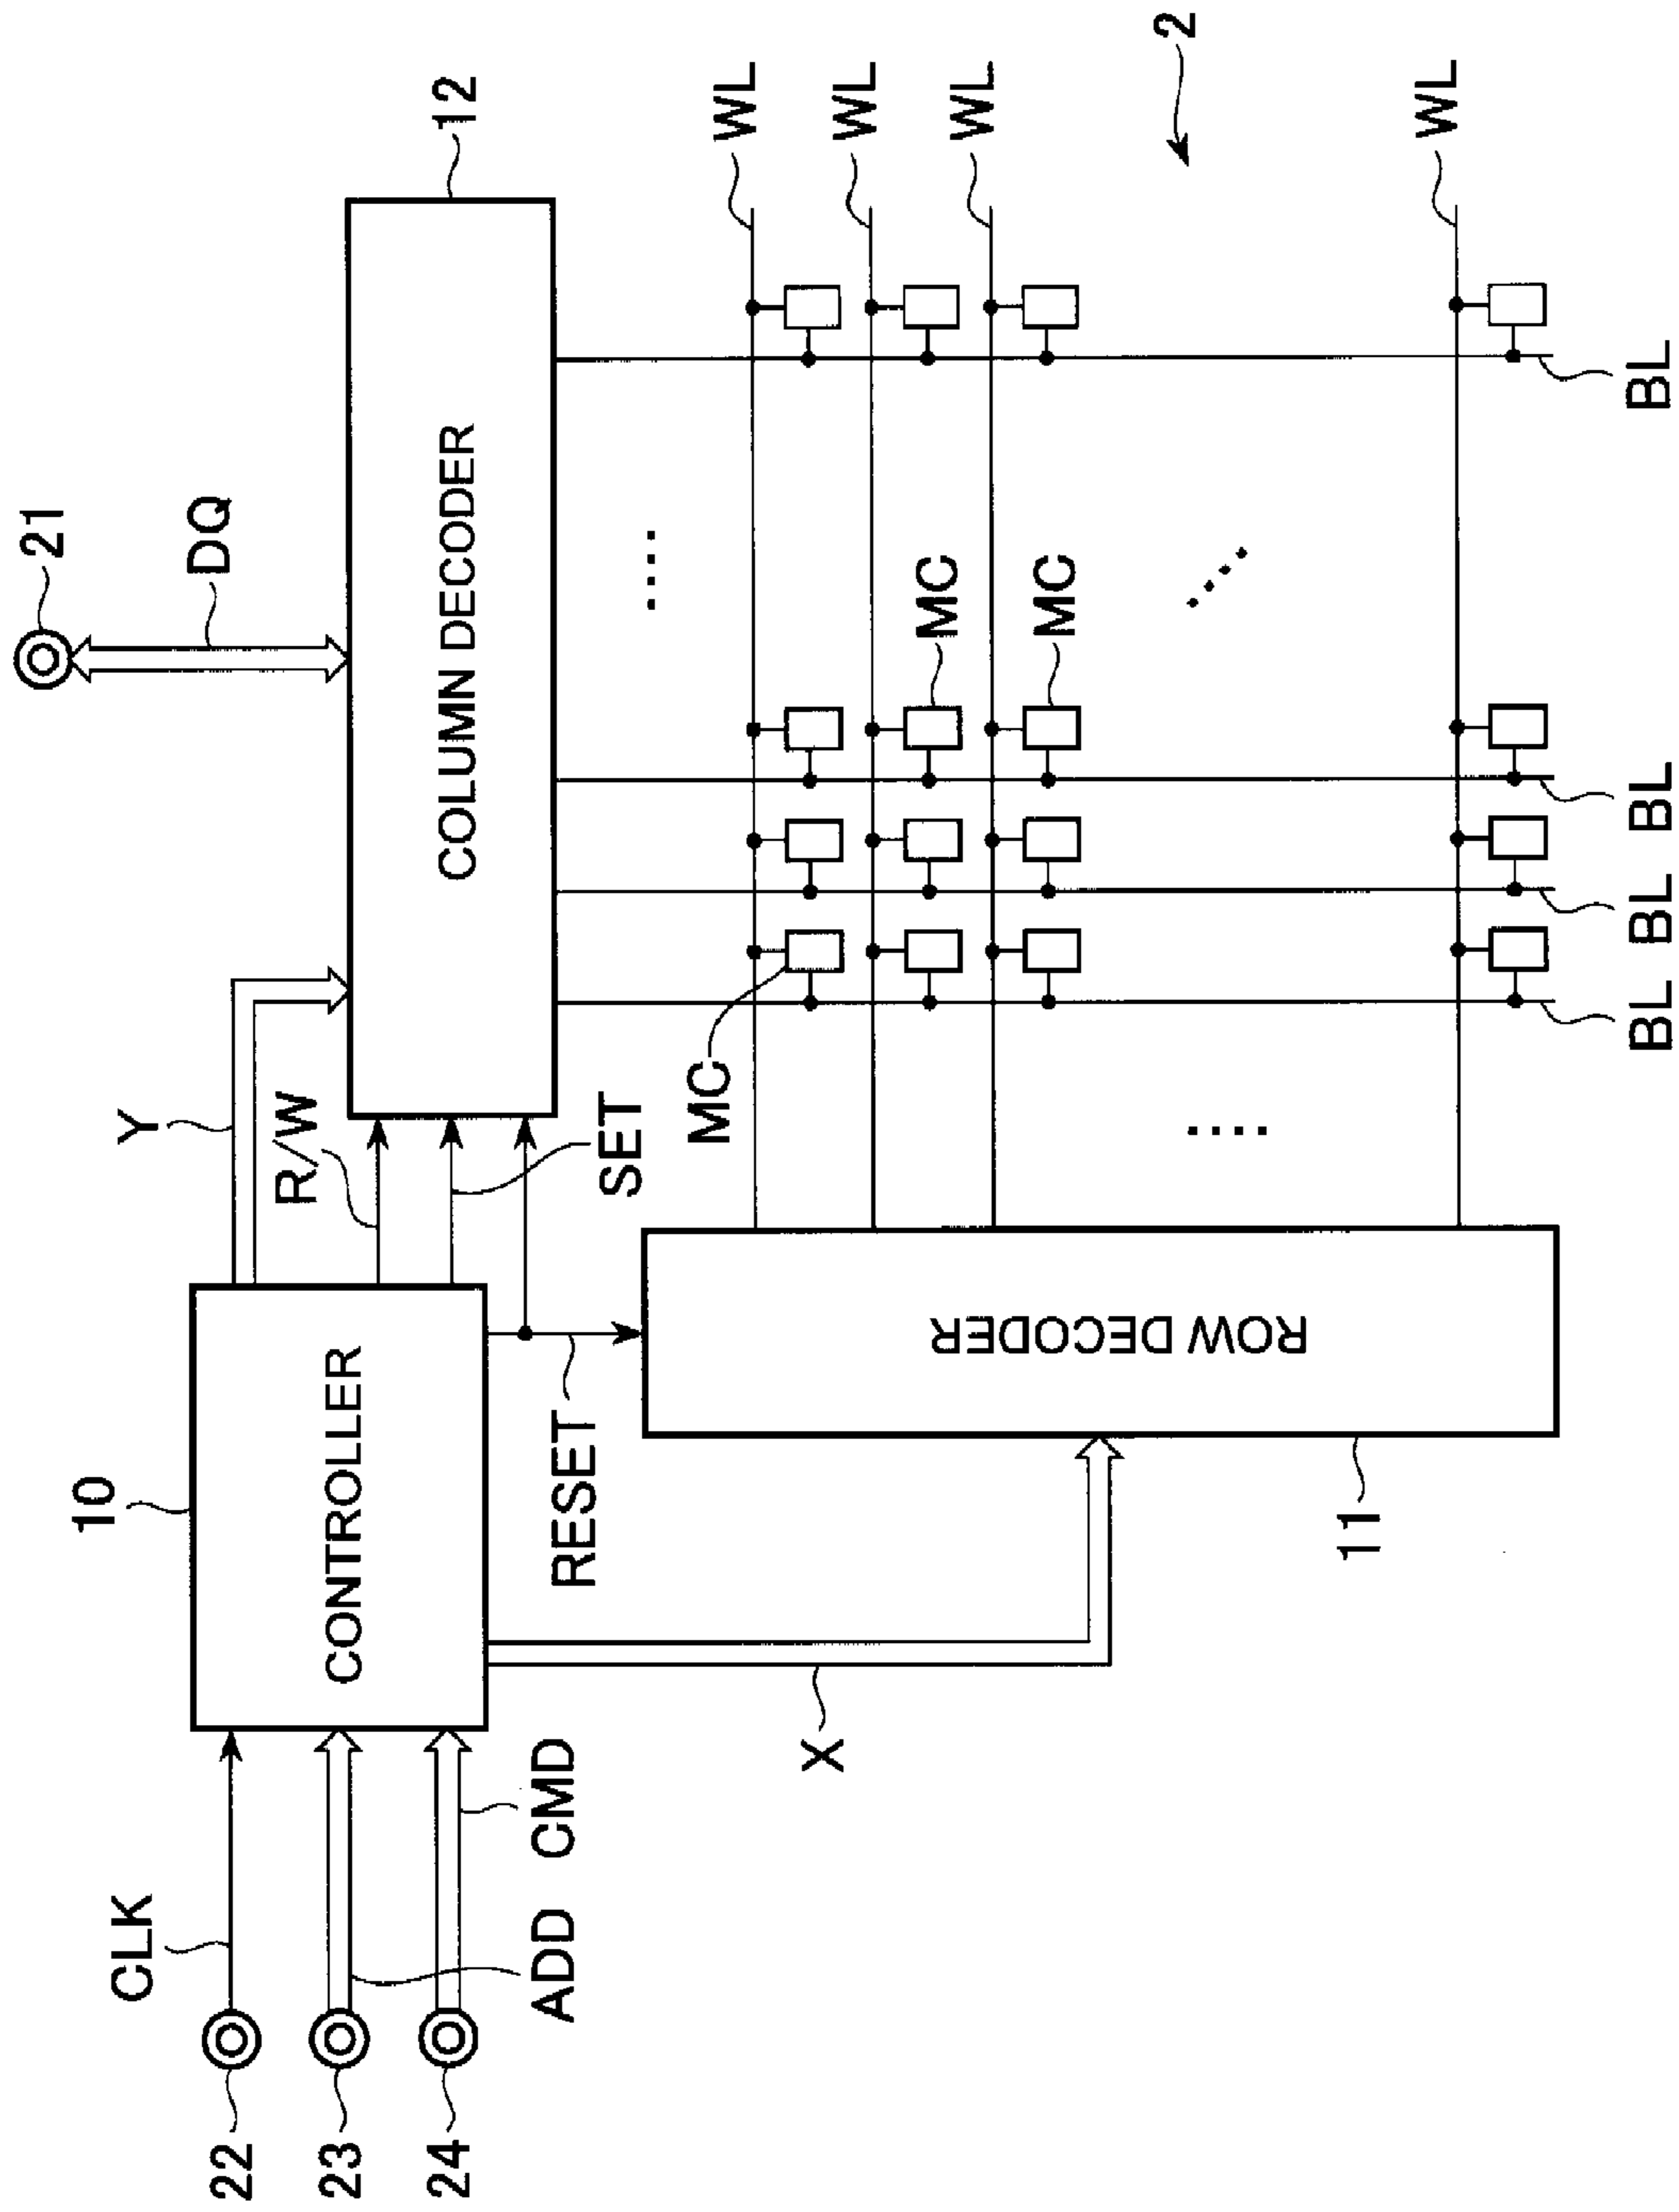 21
DQ
12
COLUMN DECODER
Y
R/W
SET
10
CONTROLLER
CLK
22
23
24
ADD
CMD
RESET
X
11
ROW DECODER
MC
MC
MC
WL
WL
WL
WL
2
BL
BL
BL
BL